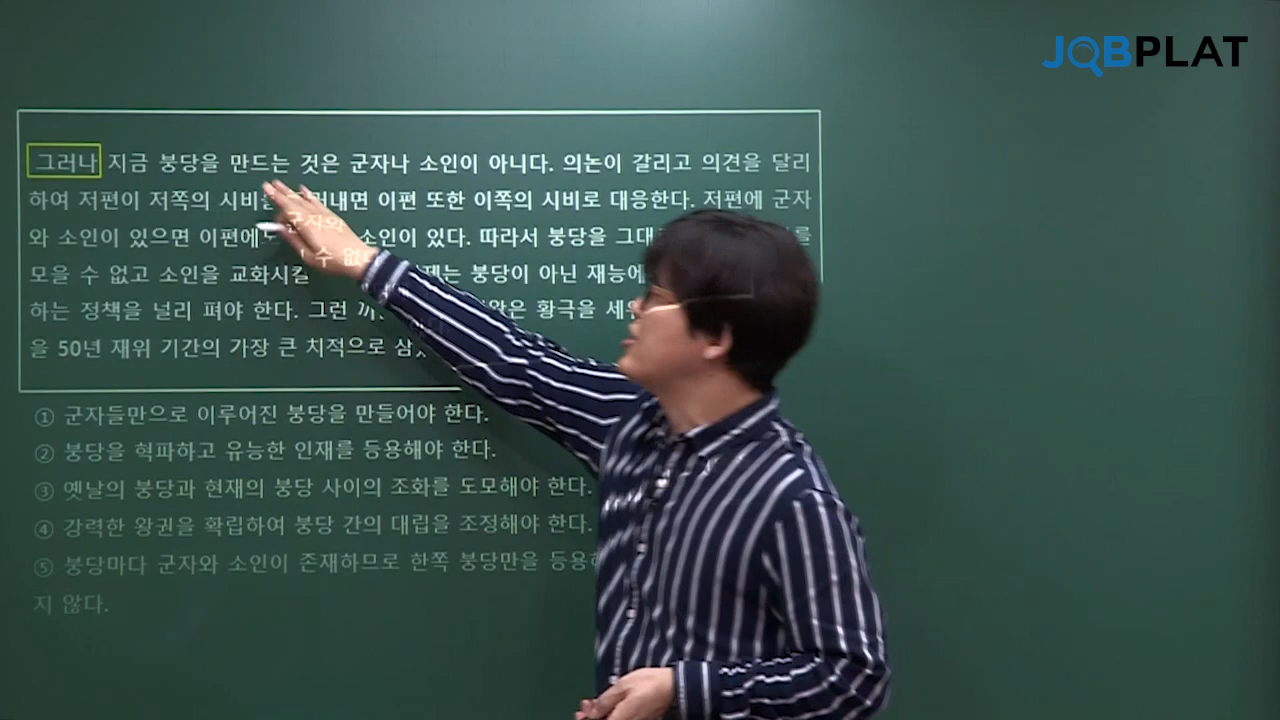 JOBPLAT
그러나 지금 붕당을 만드는 것은 군자나 소인이 아니다. 의논이 갈리고 의견을 달리
하여 저편이 저쪽의 시비를 이편 또한 이쪽의 시비로 대응한다. 저편에 군자
와 소인이 있으면 이편에도 군자와 소인이 있다. 따라서 붕당을 그대로
모을 수 없고 소인을 교화시킬 수 없다 붕당이 아닌 재능에
하는 정책을 널리 펴야 한다. 그런 황극을
을 50년 재위 기간의 가장 큰 치적으로
① 군자들만으로 이루어진 붕당을 만들어야 한다.
② 붕당을 혁파하고 유능한 인재를 등용해야 한다.
③ 옛날의 붕당과 현재의 붕당 사이의 조화를 도모해야 한다.
④ 강력한 왕권을 확립하여 붕당 간의 대립을 조정해야 한다.
⑤ 붕당마다 군자와 소인이 존재하므로 한쪽 붕당만을
지 않다.